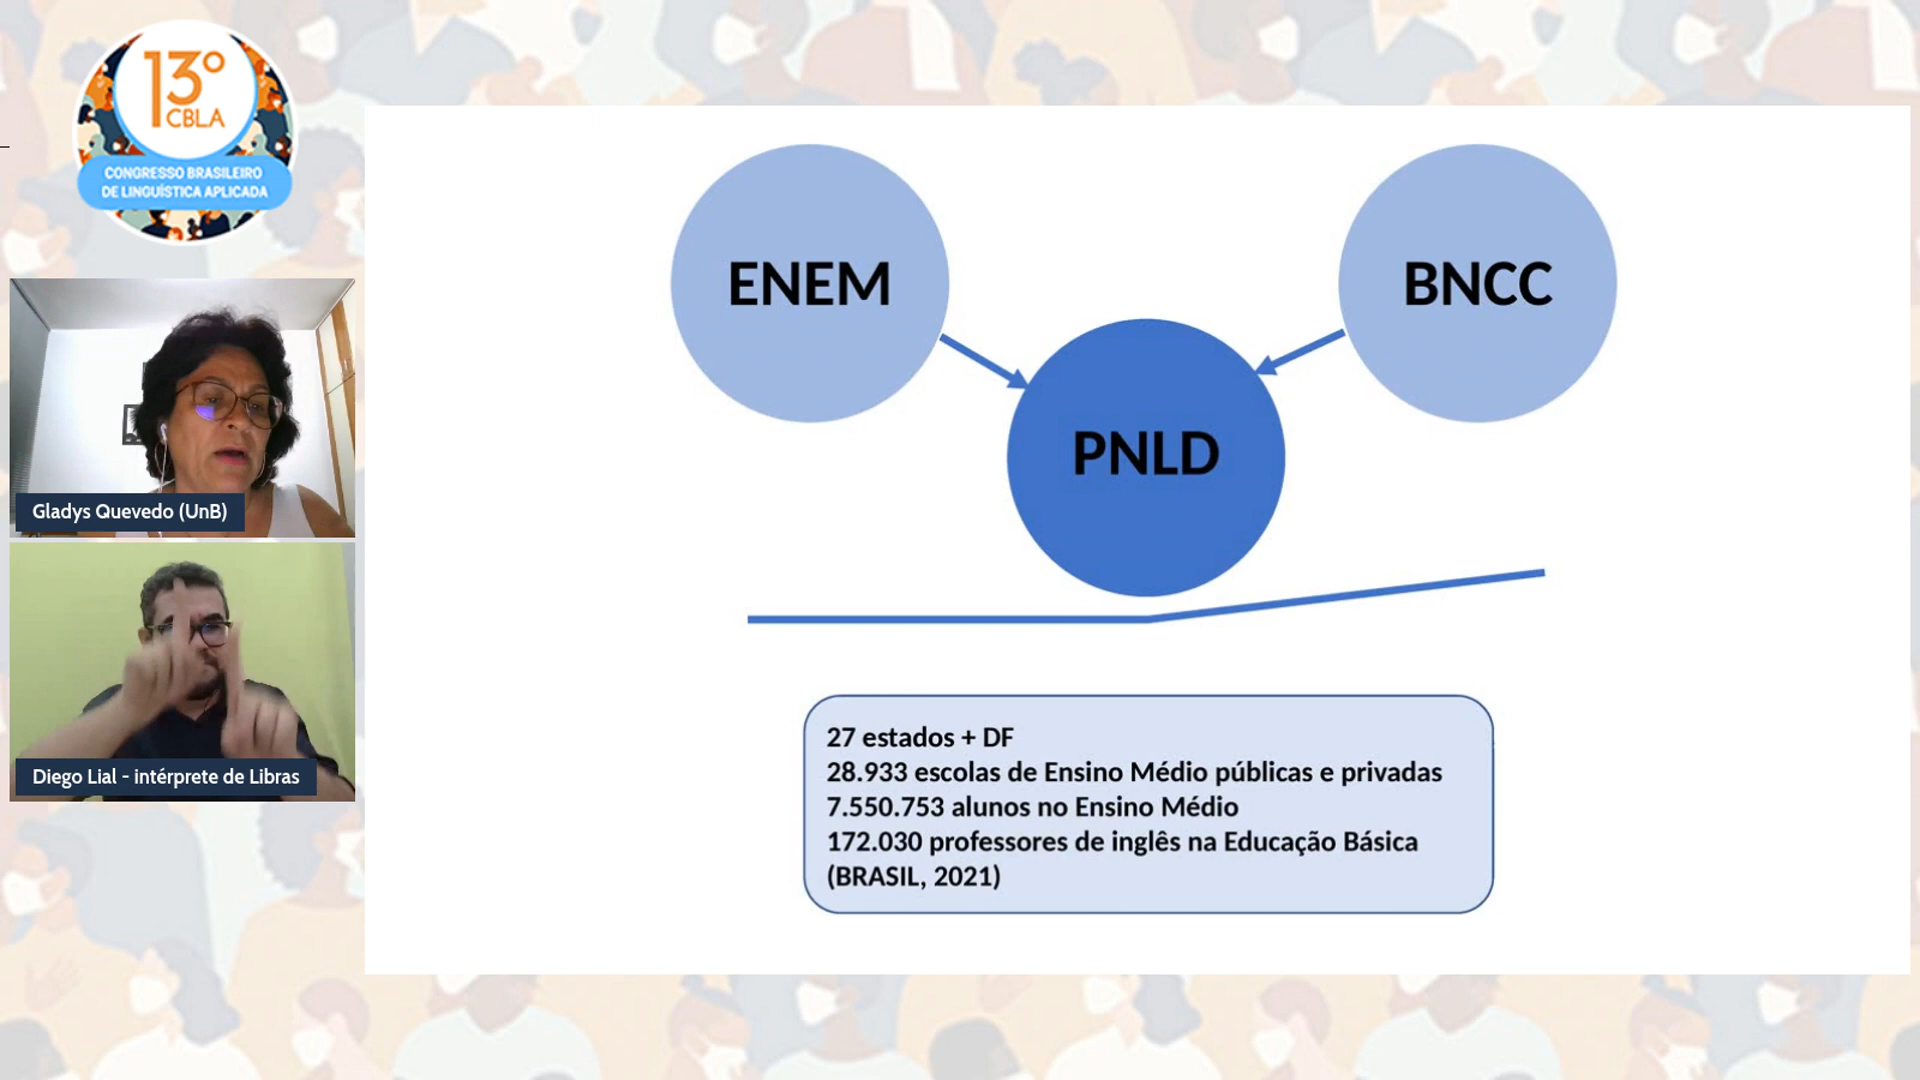 13º
CBLA
CONGRESSO BRASILEIRO
DE LINGUÍSTICA APLICADA
Gladys Quevedo (UnB)
Diego Lial - intérprete de Libras
ENEM
BNCC
PNLD
27 estados + DF
28.933 escolas de Ensino Médio públicas e privadas
7.550.753 alunos no Ensino Médio
172.030 professores de inglês na Educação Básica
(BRASIL, 2021)